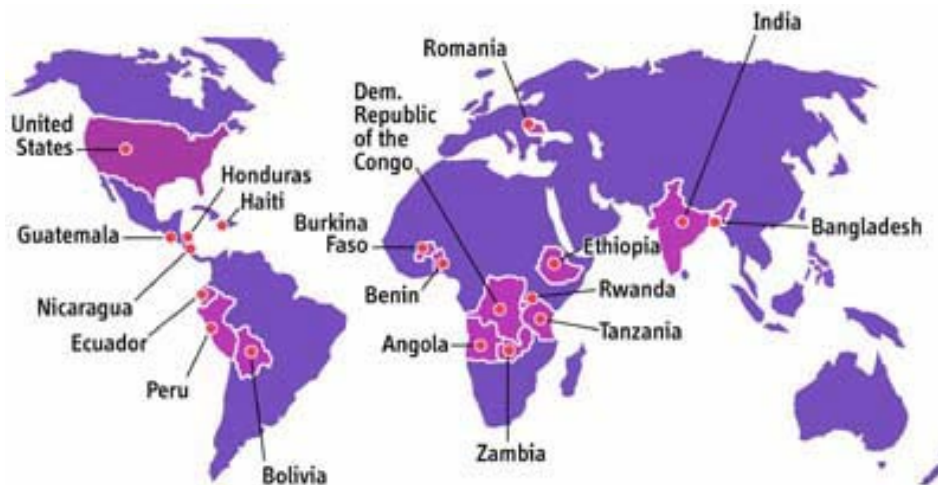 India
Romania
Dem.
Republic
of the
Congo
United
States
Honduras
Haiti
Guatemala
Burkina
Faso
Ethiopia
Bangladesh
Nicaragua
Benin
Rwanda
Ecuador
Angola
Tanzania
Peru
Zambia
Bolivia